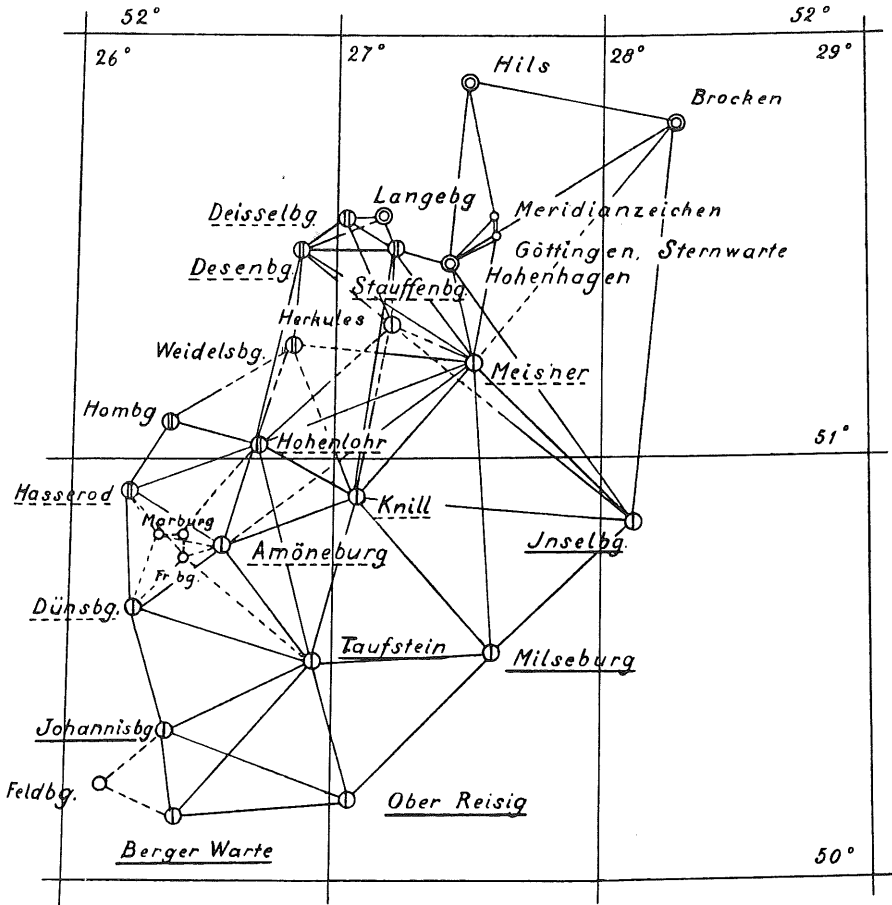 52°
52°
26°
27°
28°
29°
Hils
Brocken
Langebg
Deisselbg.
Meridianzeichen
Göttingen, Sternwarte
Desenbg.
Hohenhagen
Stauffenbg.
Herkules
Weidelsbg.
Meisner
Hombg
51°
Hohenlohr
Hasserod
Knill
Marburg
Jnselbg.
Amöneburg
Fr. bg.
Dünsbg.
Taufstein
Milseburg
Johannisbg
Feldbg.
Ober Reisig
Berger Warte
50°